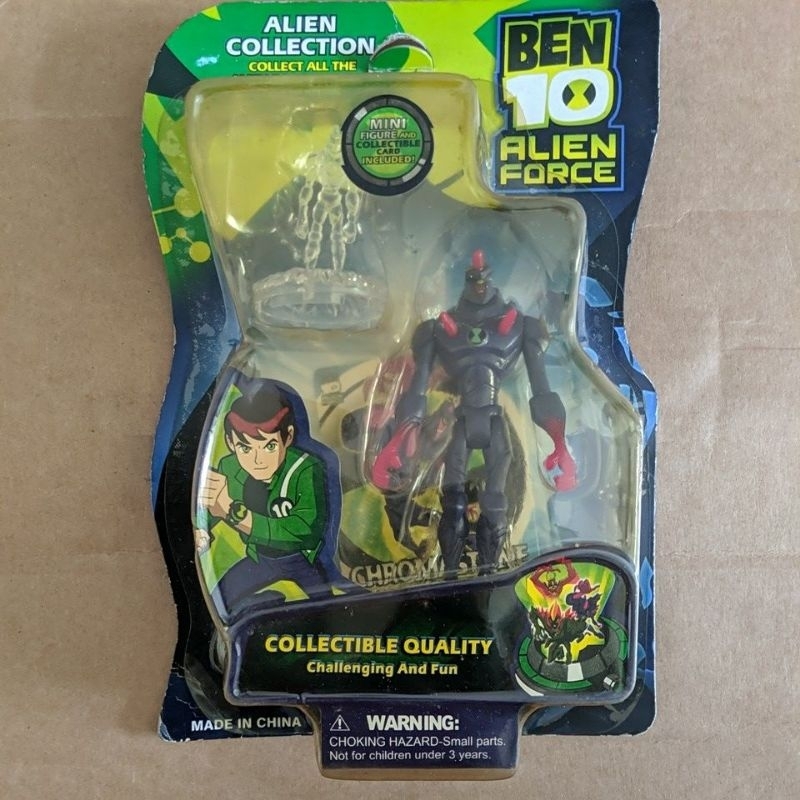 ALIEN
COLLECTION
COLLECT ALL THE
BEN
10
ALIEN
FORCE
MINI
FIGURE AND
COLLECTIBLE
CARD
INCLUDED!
10
COLLECTIBLE QUALITY
Challenging And Fun
MADE IN CHINA
WARNING:
CHOKING HAZARD-Small parts.
Not for children under 3 years.